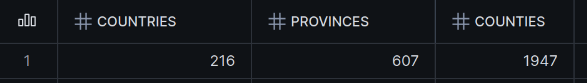 # COUNTRIES # PROVINCES # COUNTIES
1 216 607 1947